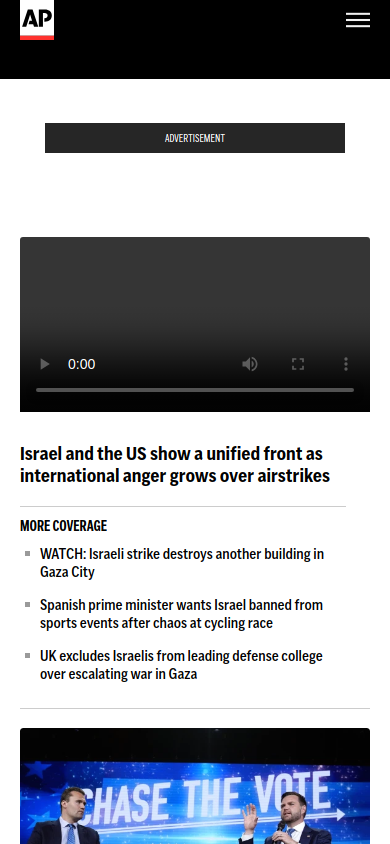 AP
ADVERTISEMENT
0:00
Israel and the US show a unified front as
international anger grows over airstrikes
MORE COVERAGE
WATCH: Israeli strike destroys another building in
Gaza City
Spanish prime minister wants Israel banned from
sports events after chaos at cycling race
UK excludes Israelis from leading defense college
over escalating war in Gaza
CHASE THE VOTE